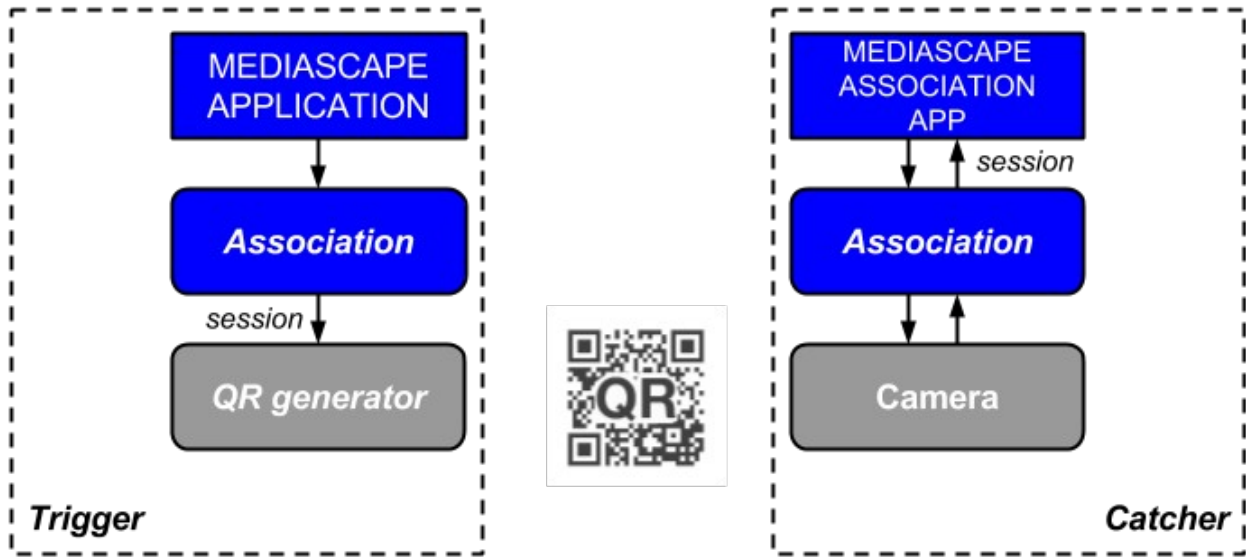 MEDIASCAPE
APPLICATION
Association
session
QR generator
Trigger
QR
MEDIASCAPE
ASSOCIATION
APP
session
Association
Camera
Catcher